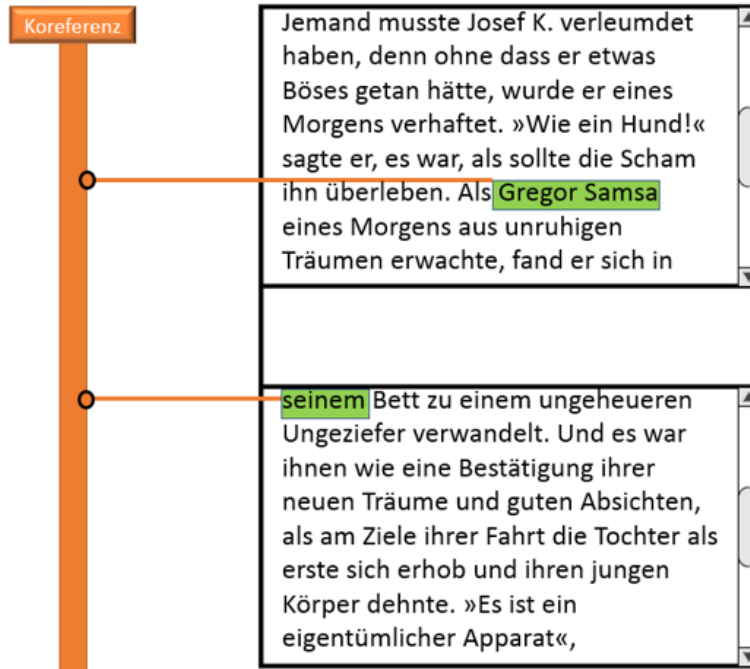 Koreferenz
Jemand musste Josef K. verleumdet
haben, denn ohne dass er etwas
Böses getan hätte, wurde er eines
Morgens verhaftet. »Wie ein Hund!«
sagte er, es war, als sollte die Scham
ihn überleben. Als Gregor Samsa
eines Morgens aus unruhigen
Träumen erwachte, fand er sich in
seinem Bett zu einem ungeheueren
Ungeziefer verwandelt. Und es war
ihnen wie eine Bestätigung ihrer
neuen Träume und guten Absichten,
als am Ziele ihrer Fahrt die Tochter als
erste sich erhob und ihren jungen
Körper dehnte. »Es ist ein
eigentümlicher Apparat«,